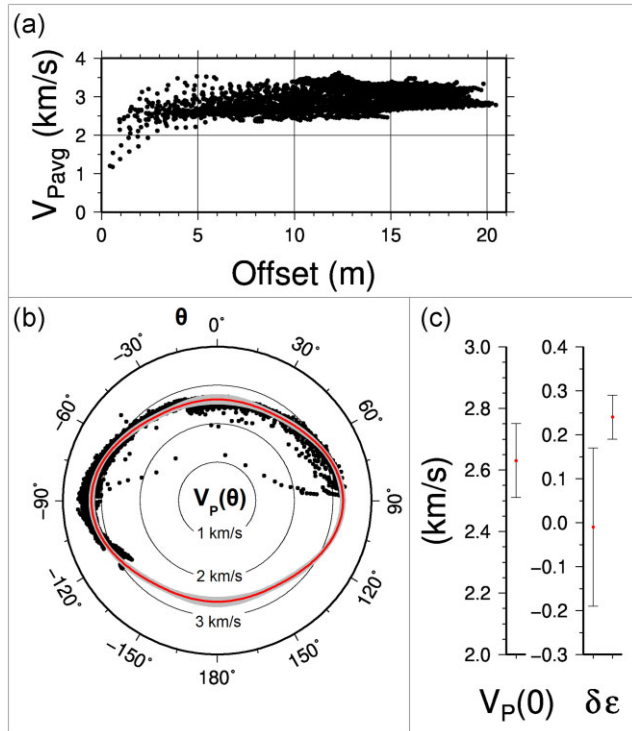 (a)
V_Pavg (km/s)
4
3
2
1
0
0 5 10 15 20
Offset (m)
(b)
θ
0°
−30° 30°
−60° 60°
−90° 90°
−120° 120°
−150° 150°
180°
V_P(θ)
1 km/s
2 km/s
3 km/s
(c)
(km/s)
3.0
2.8
2.6
2.4
2.2
2.0
0.4
0.3
0.2
0.1
0.0
−0.1
−0.2
−0.3
V_P(0) δ ε